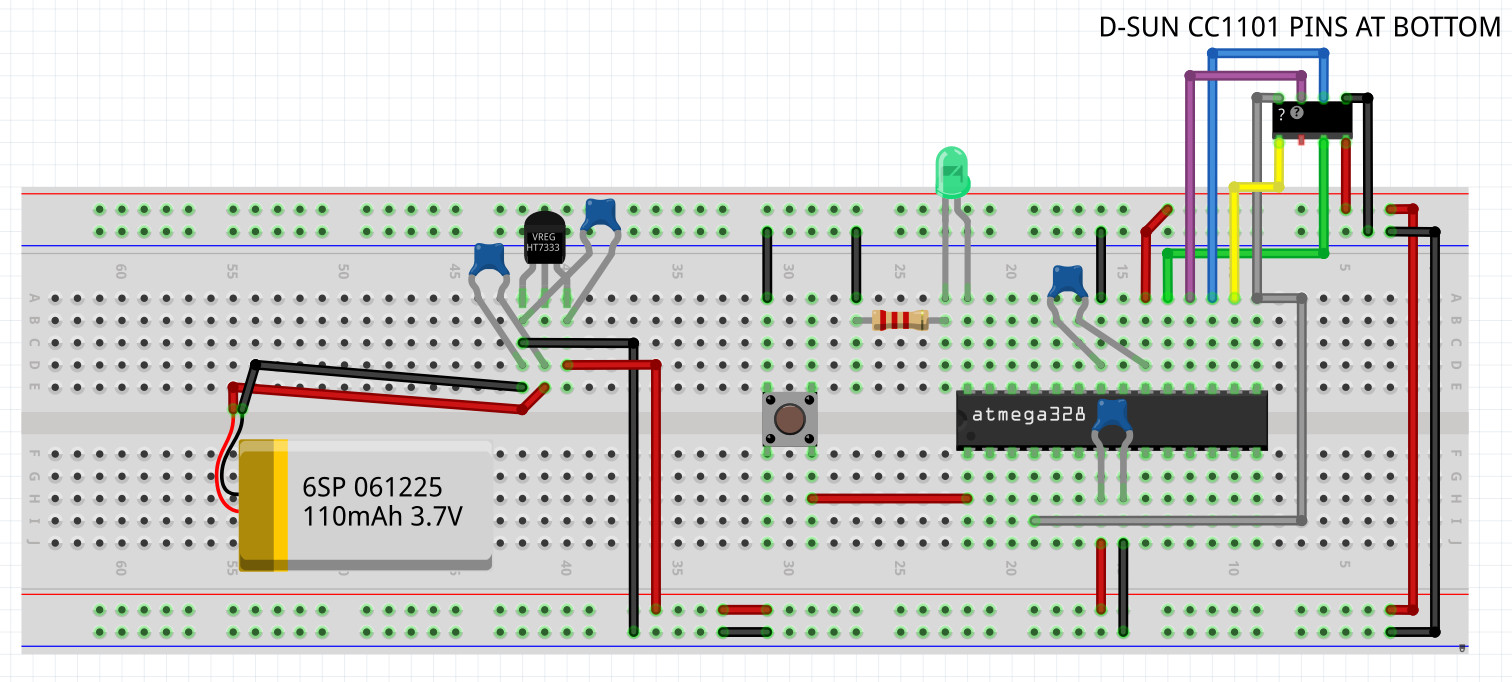 D-SUN CC1101 PINS AT BOTTOM
? ?
VREG
HT7333
60 55 50 45 35 30 25 20 15 5
A A
B B
C C
D D
E E
atmega328
F F
G G
H H
I I
J J
6SP 061225
110mAh 3.7V
60 55 40 35 30 25 20 10 5